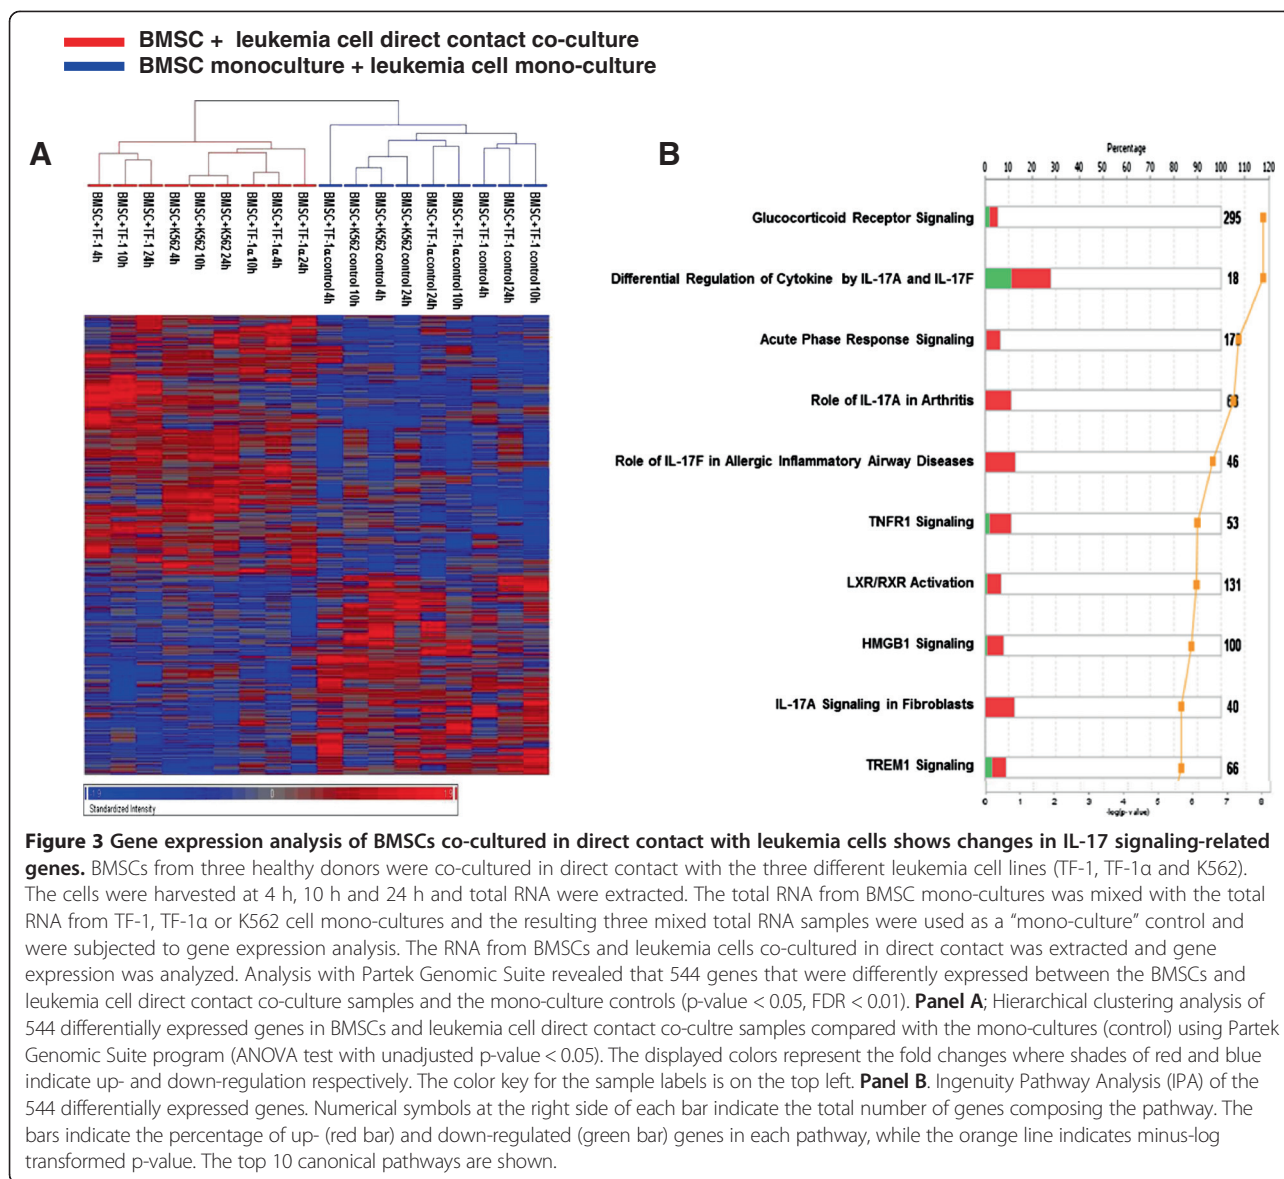 BMSC + leukemia cell direct contact co-culture
BMSC monoculture + leukemia cell mono-culture
A
BMSC+TF-1 4h
BMSC+TF-1 10h
BMSC+TF-1 24h
BMSC+K562 4h
BMSC+K562 10h
BMSC+K562 24h
BMSC+TF-1α 10h
BMSC+TF-1α 4h
BMSC+TF-1α 24h
BMSC+TF-1α control 4h
BMSC+K562 control 10h
BMSC+K562 control 4h
BMSC+K562 control 24h
BMSC+TF-1α control 24h
BMSC+TF-1α control 10h
BMSC+TF-1 control 4h
BMSC+TF-1 control 24h
BMSC+TF-1 control 10h
0
Standardized Intensity
B
Percentage
0 10 20 30 40 50 60 70 80 90 100 110 120
Glucocorticoid Receptor Signaling 295
Differential Regulation of Cytokine by IL-17A and IL-17F 18
Acute Phase Response Signaling
Role of IL-17A in Arthritis
Role of IL-17F in Allergic Inflammatory Airway Diseases 46
TNFR1 Signaling 53
LXR/RXR Activation 131
HMGB1 Signaling 100
IL-17A Signaling in Fibroblasts 40
TREM1 Signaling 66
0 1 2 3 4 5 6 7 8
-log(p-value)
Figure 3 Gene expression analysis of BMSCs co-cultured in direct contact with leukemia cells shows changes in IL-17 signaling-related
genes. BMSCs from three healthy donors were co-cultured in direct contact with the three different leukemia cell lines (TF-1, TF-1α and K562).
The cells were harvested at 4 h, 10 h and 24 h and total RNA were extracted. The total RNA from BMSC mono-cultures was mixed with the total
RNA from TF-1, TF-1α or K562 cell mono-cultures and the resulting three mixed total RNA samples were used as a “mono-culture” control and
were subjected to gene expression analysis. The RNA from BMSCs and leukemia cells co-cultured in direct contact was extracted and gene
expression was analyzed. Analysis with Partek Genomic Suite revealed that 544 genes that were differently expressed between the BMSCs and
leukemia cell direct contact co-culture samples and the mono-culture controls (p-value < 0.05, FDR < 0.01). Panel A; Hierarchical clustering analysis of
544 differentially expressed genes in BMSCs and leukemia cell direct contact co-cultre samples compared with the mono-cultures (control) using Partek
Genomic Suite program (ANOVA test with unadjusted p-value < 0.05). The displayed colors represent the fold changes where shades of red and blue
indicate up- and down-regulation respectively. The color key for the sample labels is on the top left. Panel B. Ingenuity Pathway Analysis (IPA) of the
544 differentially expressed genes. Numerical symbols at the right side of each bar indicate the total number of genes composing the pathway. The
bars indicate the percentage of up- (red bar) and down-regulated (green bar) genes in each pathway, while the orange line indicates minus-log
transformed p-value. The top 10 canonical pathways are shown.